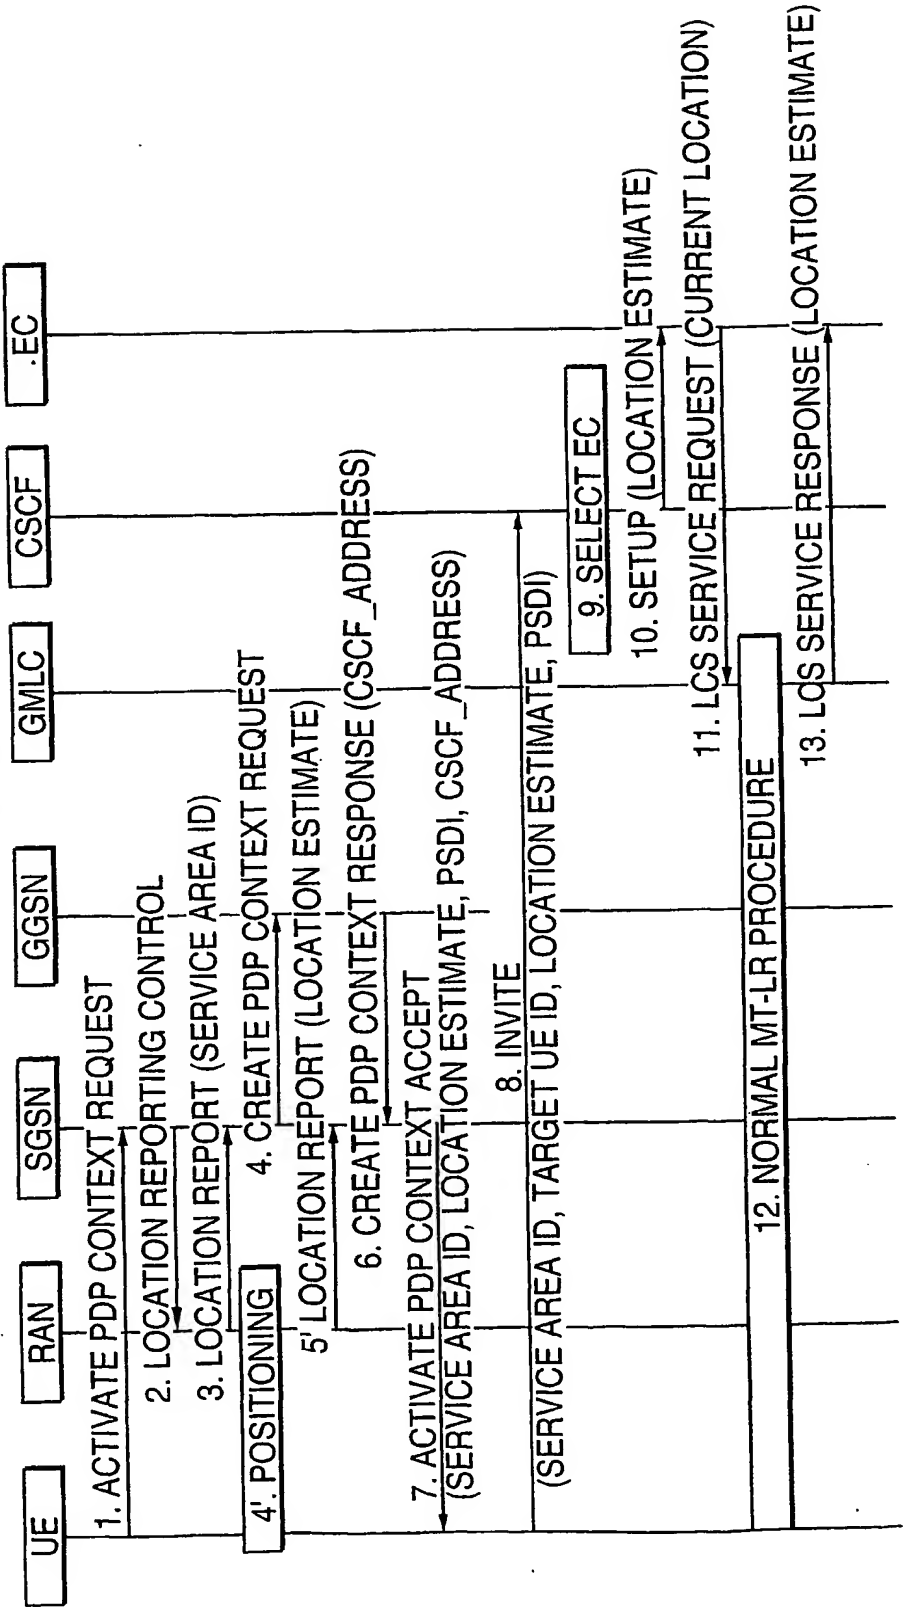 UE
RAN
SGSN
GGSN
GMLC
CSCF
.EC
1. ACTIVATE PDP CONTEXT REQUEST
2. LOCATION REPORTING CONTROL
3. LOCATION REPORT (SERVICE AREA ID)
4'. POSITIONING
4. CREATE PDP CONTEXT REQUEST
5' LOCATION REPORT (LOCATION ESTIMATE)
6. CREATE PDP CONTEXT RESPONSE (CSCF_ADDRESS)
7. ACTIVATE PDP CONTEXT ACCEPT
(SERVICE AREA ID, LOCATION ESTIMATE, PSDI, CSCF_ADDRESS)
8. INVITE
(SERVICE AREA ID, TARGET UE ID, LOCATION ESTIMATE, PSDI)
9. SELECT EC
10. SETUP (LOCATION ESTIMATE)
11. LCS SERVICE REQUEST (CURRENT LOCATION)
12. NORMAL MT-LR PROCEDURE
13. LOS SERVICE RESPONSE (LOCATION ESTIMATE)